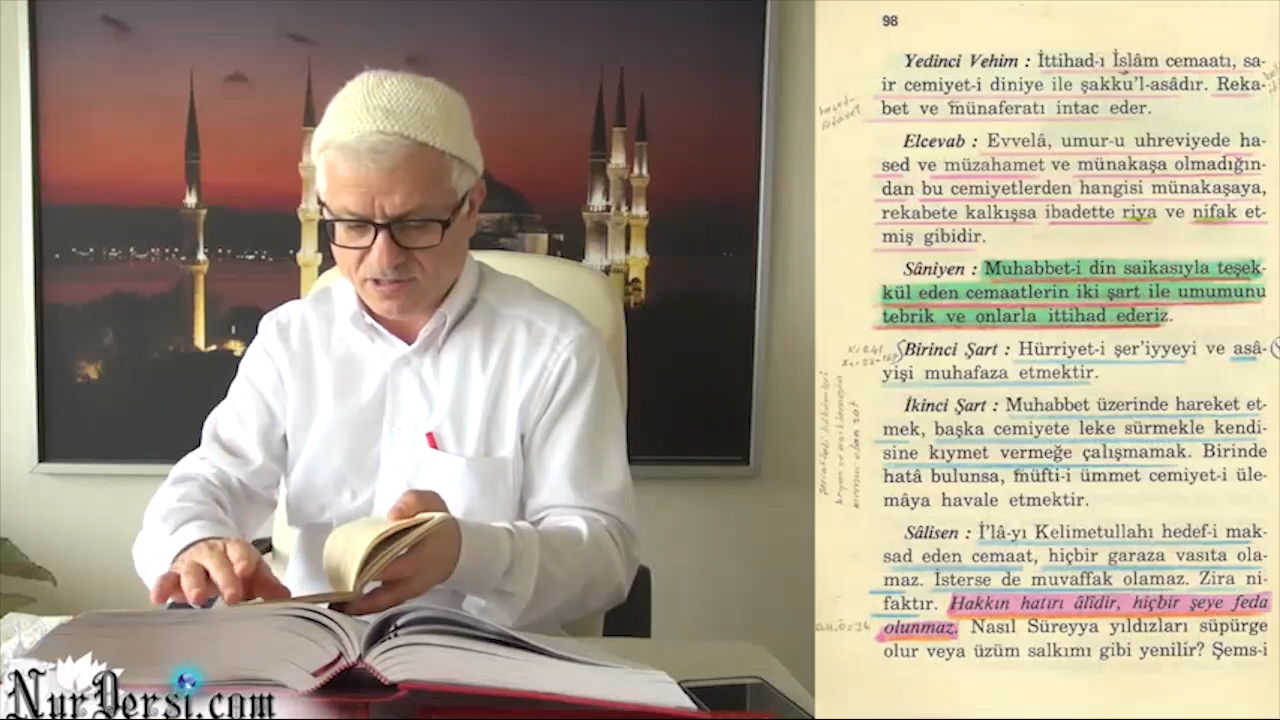 98
Yedinci Vehim : İttihad-ı İslâm cemaatı, sa-
ir cemiyet-i diniye ile şakku'l-asâdır. Reka-
bet ve münaferatı intac eder.
Elcevab : Evvelâ, umur-u uhreviyede ha-
sed ve müzahamet ve münakaşa olmadığın-
dan bu cemiyetlerden hangisi münakaşaya,
rekabete kalkışsa ibadette riya ve nifak et-
miş gibidir.
Sâniyen : Muhabbet-i din saikasıyla teşek-
kül eden cemaatlerin iki şart ile umumunu
tebrik ve onlarla ittihad ederiz.
Birinci Şart : Hürriyet-i şer'iyyeyi ve asâ-
yişi muhafaza etmektir.
İkinci Şart : Muhabbet üzerinde hareket et-
mek, başka cemiyete leke sürmekle kendi-
sine kıymet vermeğe çalışmamak. Birinde
hatâ bulunsa, müfti-i ümmet cemiyet-i üle-
mâya havale etmektir.
Sâlisen : İ'lâ-yı Kelimetullahı hedef-i mak-
sad eden cemaat, hiçbir garaza vasıta ola-
maz. İsterse de muvaffak olamaz. Zira ni-
faktır. Hakkın hatırı âlîdir, hiçbir şeye feda
olunmaz. Nasıl Süreyya yıldızları süpürge
olur veya üzüm salkımı gibi yenilir? Şems-i
NurDersi.com